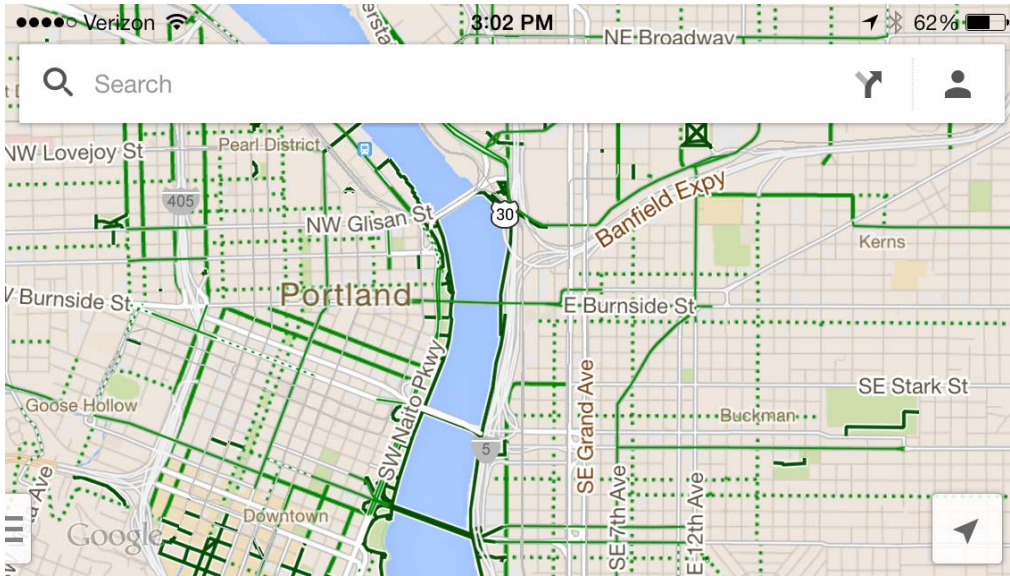 Verizon
3:02 PM
62%
NE Broadway
Search
NW Lovejoy St
Pearl District
405
NW Glisan St
30
Banfield Expy
Kerns
Burnside St
Portland
E Burnside St
SW Naito Pkwy
SE Grand Ave
SE Stark St
Goose Hollow
Buckman
5
Ave
SE 7th Ave
E 12th Ave
Downtown
Google